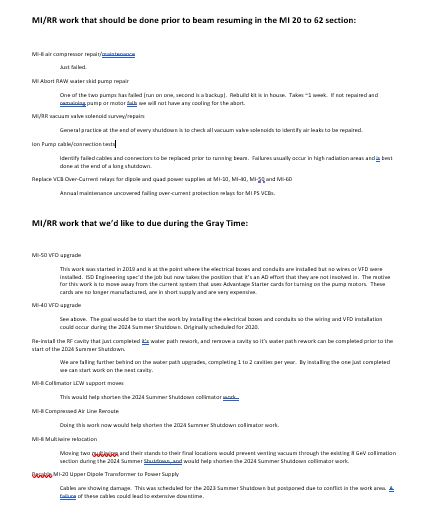 MI/RR work that should be done prior to beam resuming in the MI 20 to 62 section:
MI-8 air compressor repair/maintenance
Just failed.
MI Abort RAW water skid pump repair
One of the two pumps has failed (run on one, second is a backup). Rebuild kit is in house. Takes ~1 week. If not repaired and
remaining pump or motor fails we will not have any cooling for the abort.
MI/RR vacuum valve solenoid survey/repairs
General practice at the end of every shutdown is to check all vacuum valve solenoids to identify air leaks to be repaired.
Ion Pump cable/connection tests
Identify failed cables and connectors to be replaced prior to running beam. Failures usually occur in high radiation areas and is best
done at the end of a long shutdown.
Replace VCB Over-Current relays for dipole and quad power supplies at MI-10, MI-40, MI-50 and MI-60
Annual maintenance uncovered failing over-current protection relays for MI PS VCBs.
MI/RR work that we'd like to due during the Gray Time:
MI-50 VFD upgrade
This work was started in 2019 and is at the point where the electrical boxes and conduits are installed but no wires or VFD were
installed. ISD Engineering spec'd the job but now takes the position that it's an AD effort that they are not involved in. The motive
for this work is to move away from the current system that uses Advantage Starter cards for turning on the pump motors. These
cards are no longer manufactured, are in short supply and are very expensive.
MI-40 VFD upgrade
See above. The goal would be to start the work by installing the electrical boxes and conduits so the wiring and VFD installation
could occur during the 2024 Summer Shutdown. Originally scheduled for 2020.
Re-install the RF cavity that just completed it's water path rework, and remove a cavity so it's water path rework can be completed prior to the
start of the 2024 Summer Shutdown.
We are falling further behind on the water path upgrades, completing 1 to 2 cavities per year. By installing the one just completed
we can start work on the next cavity.
MI-8 Collimator LCW support moves
This would help shorten the 2024 Summer Shutdown collimator work.
MI-8 Compressed Air Line Reroute
Doing this work now would help shorten the 2024 Summer Shutdown collimator work.
MI-8 Multiwire relocation
Moving two multiwires and their stands to their final locations would prevent venting vacuum through the existing 8 GeV collimation
section during the 2024 Summer Shutdown, and would help shorten the 2024 Summer Shutdown collimator work.
MI-20 Upper Dipole Transformer to Power Supply
Cables are showing damage. This was scheduled for the 2023 Summer Shutdown but postponed due to conflict in the work area. A
failure of these cables could lead to extensive downtime.